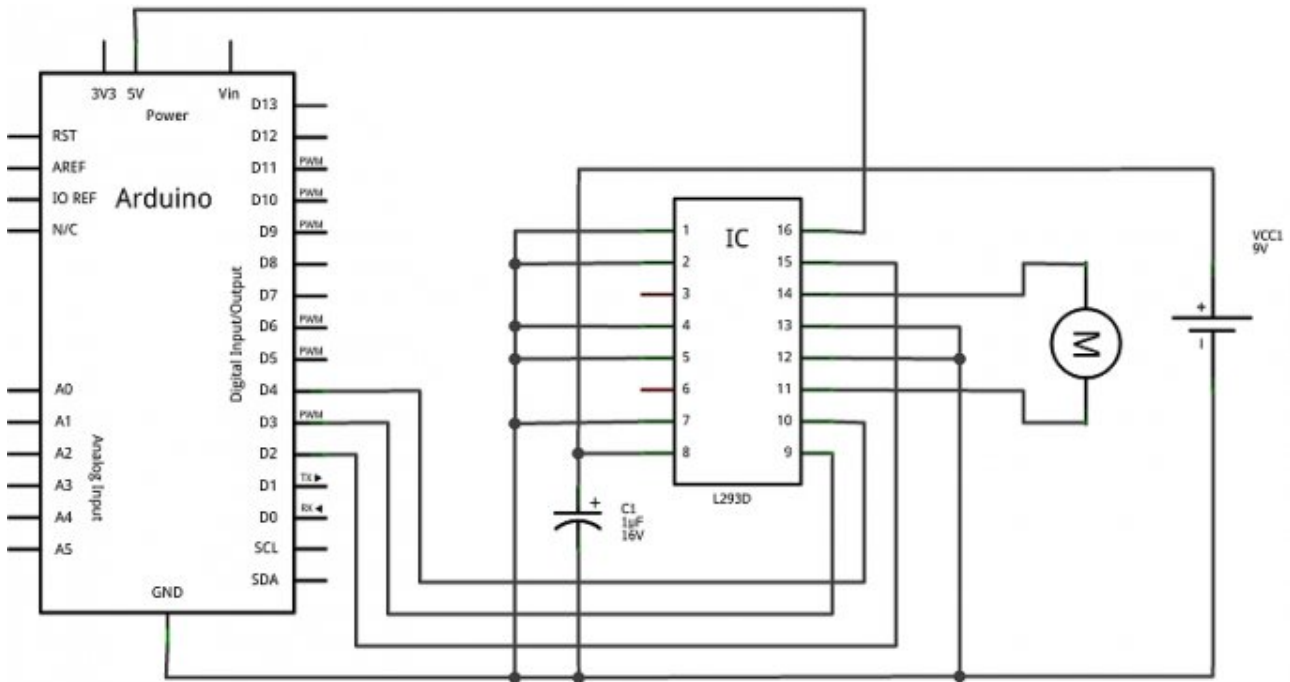 3V3 5V Vin
Power
Arduino
RST
AREF
IO REF
N/C
A0
A1
A2
A3
A4
A5
Analog Input
GND
Digital Input/Output
D13
D12
D11 PWM
D10 PWM
D9 PWM
D8
D7
D6 PWM
D5 PWM
D4
D3 PWM
D2
D1 TX ▶
D0 RX ◀
SCL
SDA
IC
1 16
2 15
3 14
4 13
5 12
6 11
7 10
8 9
L293D
+
C1
1µF
16V
M
+
–
VCC1
9V